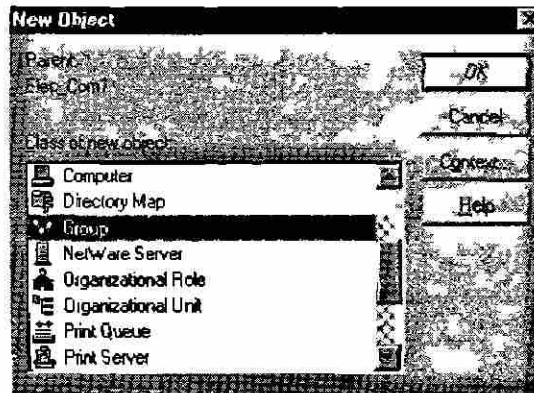 New Object
Parent:
Elec_Com1
Class of new object:
Computer
Directory Map
Group
NetWare Server
Organizational Role
Organizational Unit
Print Queue
Print Server
OK
Cancel
Context...
Help